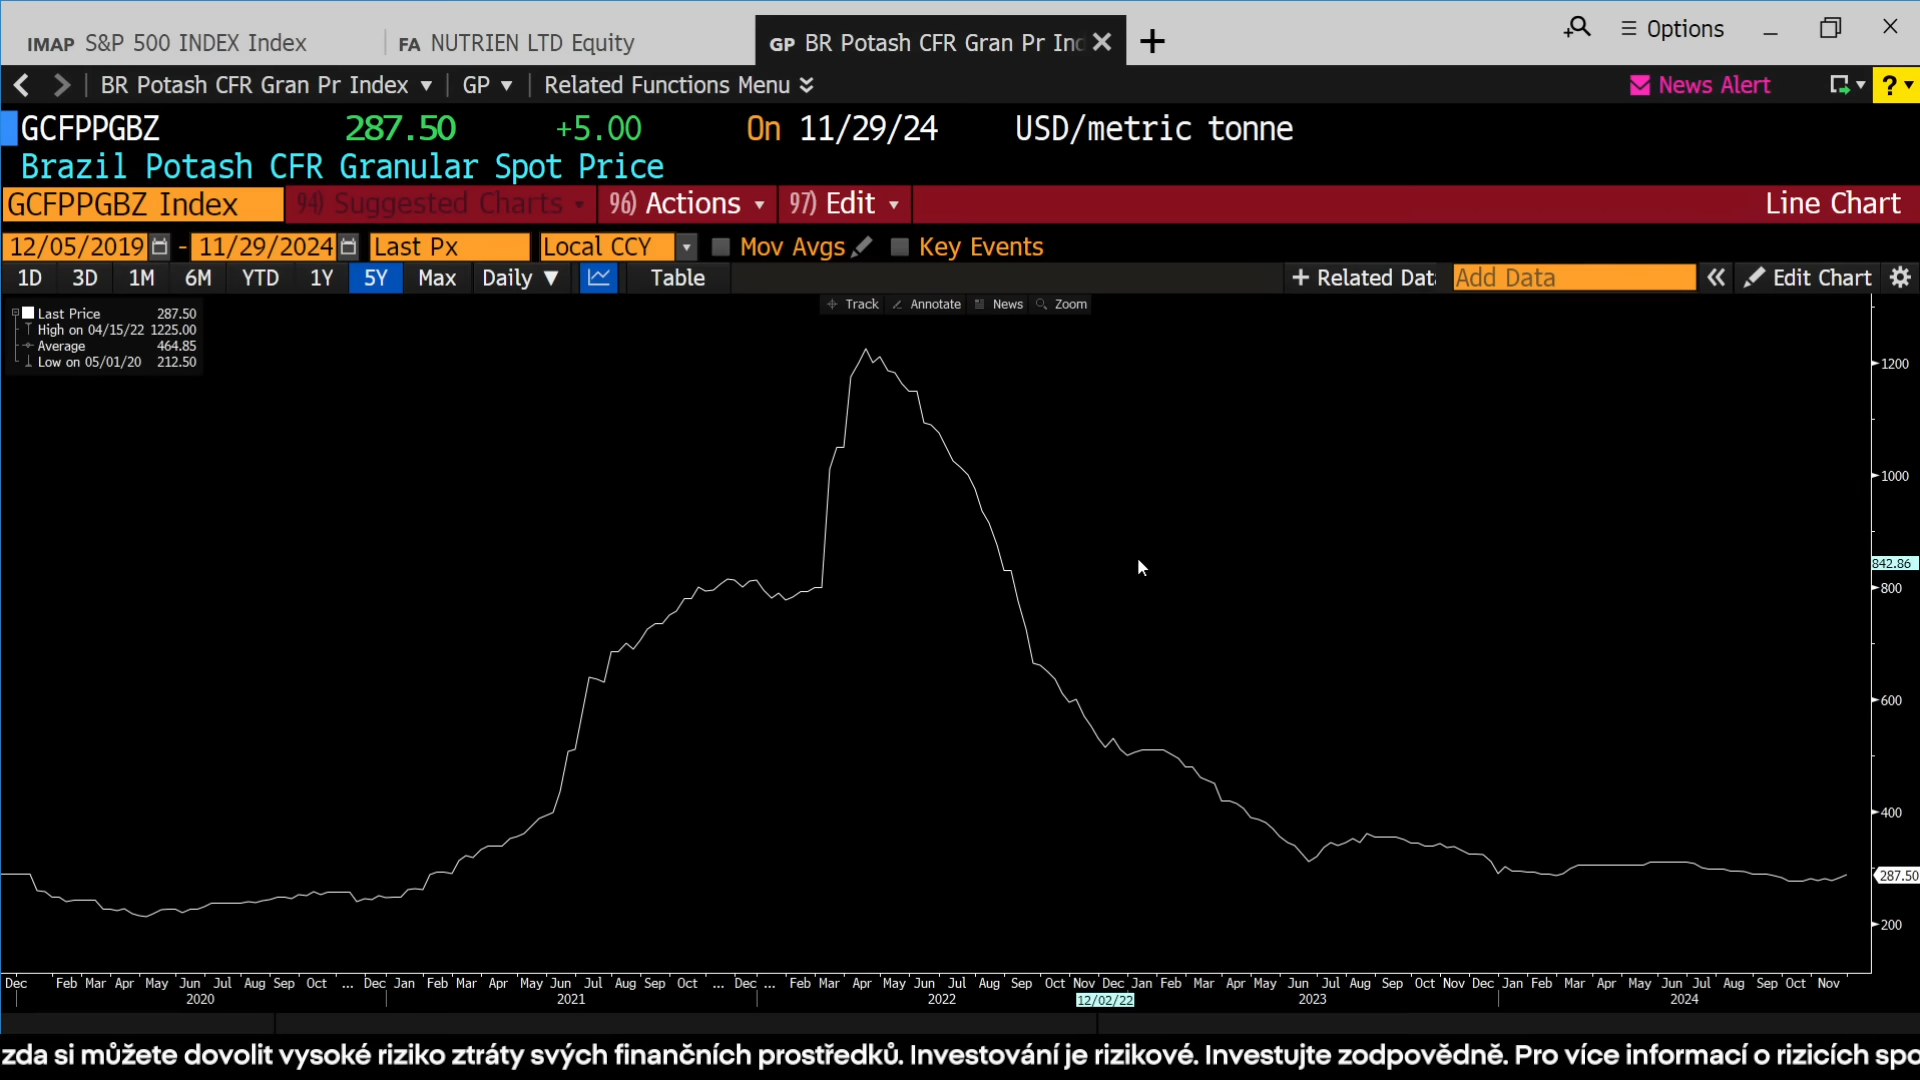 IMAP S&P 500 INDEX Index
FA NUTRIEN LTD Equity
GP BR Potash CFR Gran Pr Ind
Options
BR Potash CFR Gran Pr Index
GP
Related Functions Menu
News Alert
?
GCFPPGBZ 287.50 +5.00 On 11/29/24 USD/metric tonne
Brazil Potash CFR Granular Spot Price
GCFPPGBZ Index 94) Suggested Charts 96) Actions 97) Edit Line Chart
12/05/2019 - 11/29/2024 Last Px Local CCY Mov Avgs Key Events
1D 3D 1M 6M YTD 1Y 5Y Max Daily Table + Related Data Add Data Edit Chart
Track Annotate News Zoom
Last Price 287.50
High on 04/15/22 1225.00
Average 464.85
Low on 05/01/20 212.50
1200
1000
842.86
800
600
400
287.50
200
Dec Feb Mar Apr May Jun Jul Aug Sep Oct ... Dec Jan Feb Mar Apr May Jun Jul Aug Sep Oct ... Dec ... Feb Mar Apr May Jun Jul Aug Sep Oct Nov Dec Jan Feb Mar Apr May Jun Jul Aug Sep Oct Nov Dec Jan Feb Mar Apr May Jun Jul Aug Sep Oct Nov
2020 2021 2022 12/02/22 2023 2024
zda si můžete dovolit vysoké riziko ztráty svých finančních prostředků. Investování je rizikové. Investujte zodpovědně. Pro více informací o rizicích spo